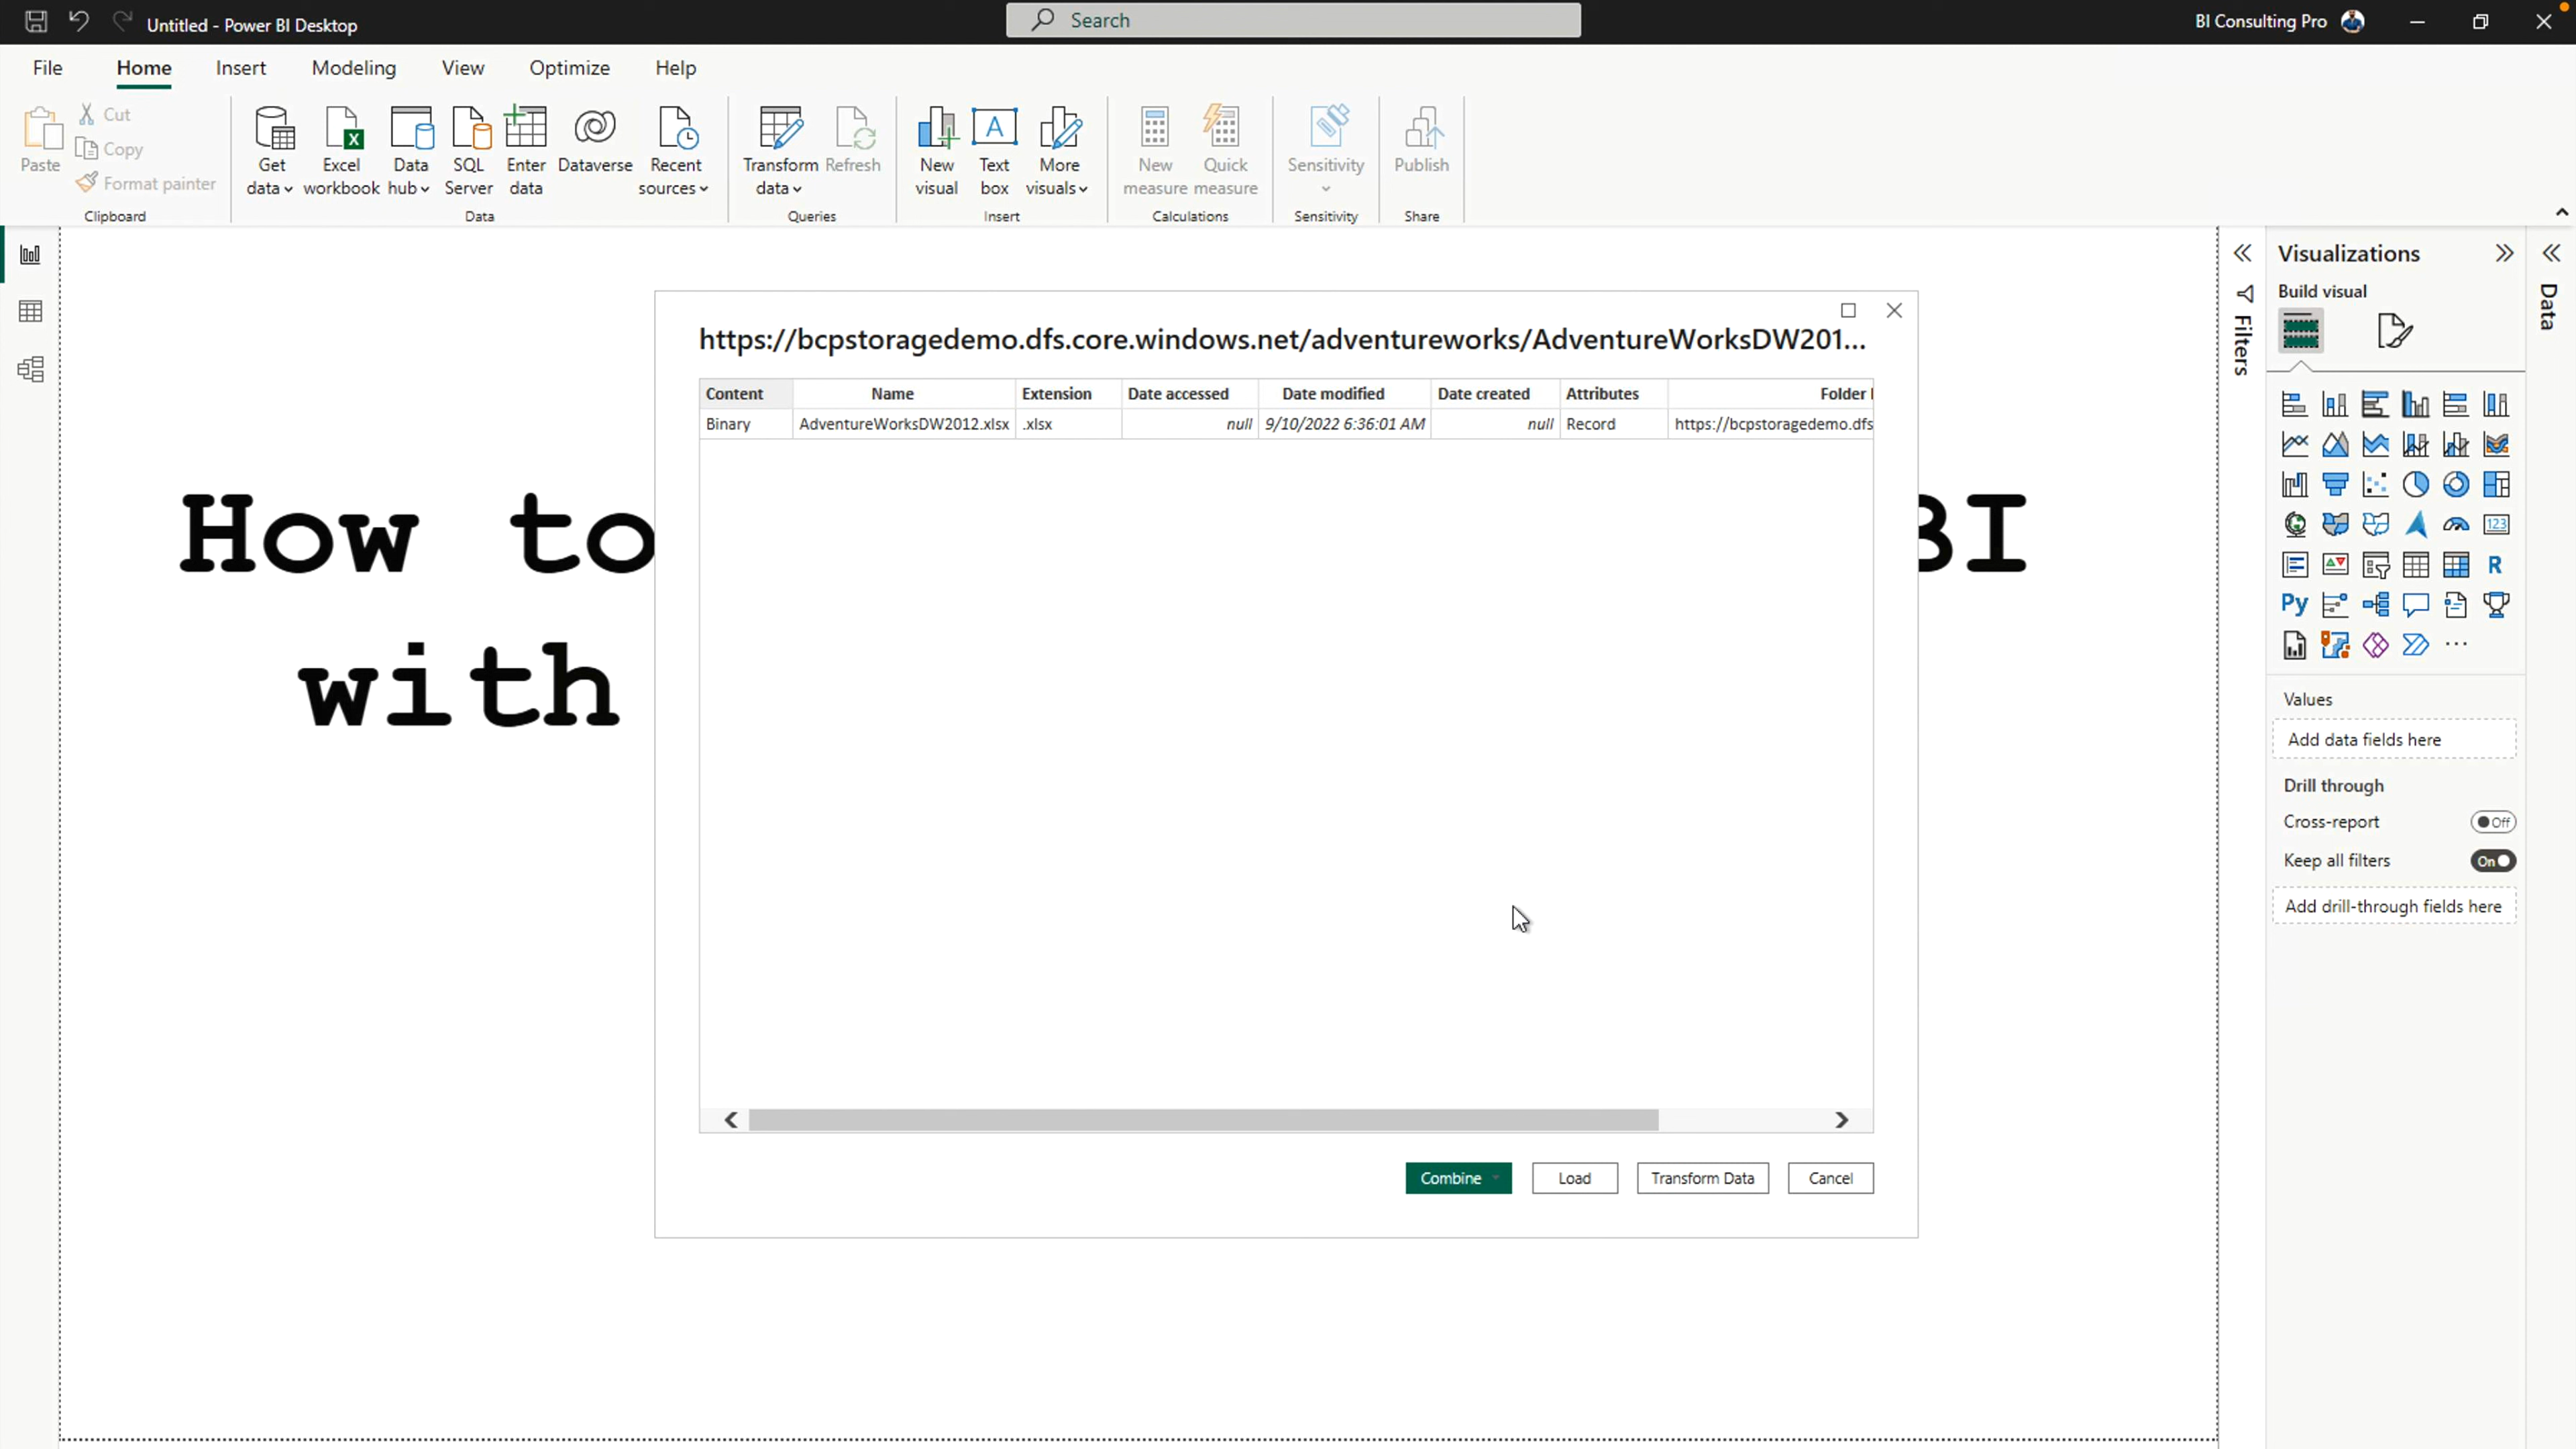 Untitled - Power BI Desktop
Search
BI Consulting Pro
File Home Insert Modeling View Optimize Help
Paste
Cut
Copy
Format painter
Clipboard
Get data
Excel workbook
Data hub
SQL Server
Enter data
Dataverse
Recent sources
Data
Transform data
Refresh
Queries
New visual
A
Text box
More visuals
Insert
New measure
Quick measure
Calculations
Sensitivity
Sensitivity
Publish
Share
How to BI
with
https://bcpstoragedemo.dfs.core.windows.net/adventureworks/AdventureWorksDW201...
Content Name Extension Date accessed Date modified Date created Attributes Folder
Binary AdventureWorksDW2012.xlsx .xlsx null 9/10/2022 6:36:01 AM null Record https://bcpstoragedemo.dfs
Combine Load Transform Data Cancel
Filters
Visualizations
Build visual
123
R
Py
...
Values
Add data fields here
Drill through
Cross-report Off
Keep all filters On
Add drill-through fields here
Data